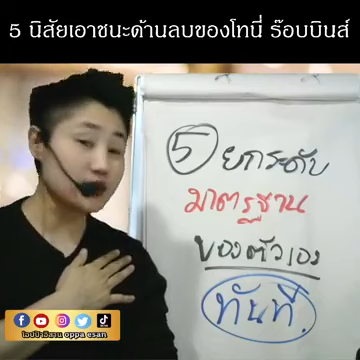 5 นิสัยเอาชนะด้านลบของโทนี่ ร๊อบบินส์
5 ยกระดับ
มาตรฐาน
ของตัวเอง
ทันที.
โอปป้าอีสาน oppa esan